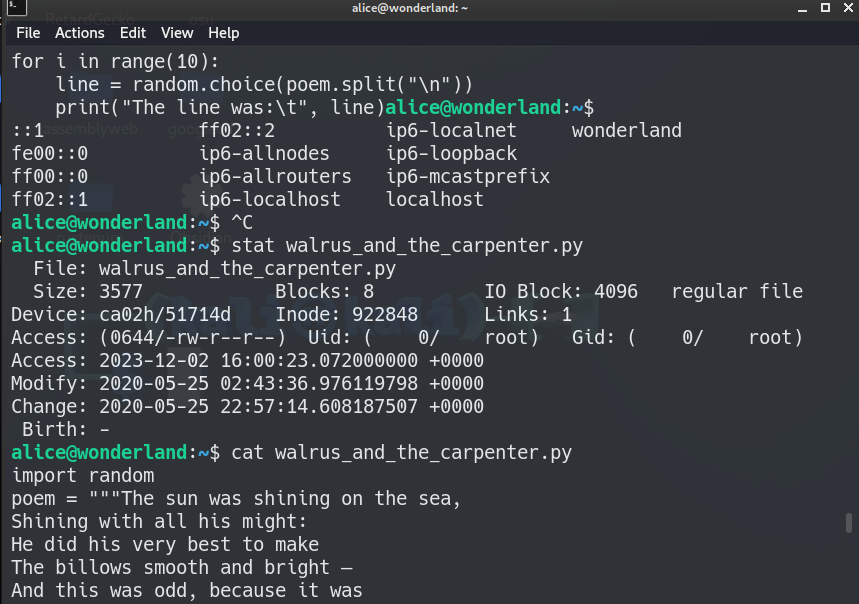 alice@wonderland: ~
File Actions Edit View Help
for i in range(10):
    line = random.choice(poem.split("\n"))
    print("The line was:\t", line)alice@wonderland:~$
::1             ff02::2          ip6-localnet     wonderland
fe00::0         ip6-allnodes     ip6-loopback
ff00::0         ip6-allrouters   ip6-mcastprefix
ff02::1         ip6-localhost    localhost
alice@wonderland:~$ ^C
alice@wonderland:~$ stat walrus_and_the_carpenter.py
  File: walrus_and_the_carpenter.py
  Size: 3577            Blocks: 8          IO Block: 4096   regular file
Device: ca02h/51714d    Inode: 922848      Links: 1
Access: (0644/-rw-r--r--)  Uid: (    0/    root)   Gid: (    0/    root)
Access: 2023-12-02 16:00:23.072000000 +0000
Modify: 2020-05-25 02:43:36.976119798 +0000
Change: 2020-05-25 22:57:14.608187507 +0000
 Birth: -
alice@wonderland:~$ cat walrus_and_the_carpenter.py
import random
poem = """The sun was shining on the sea,
Shining with all his might:
He did his very best to make
The billows smooth and bright —
And this was odd, because it was